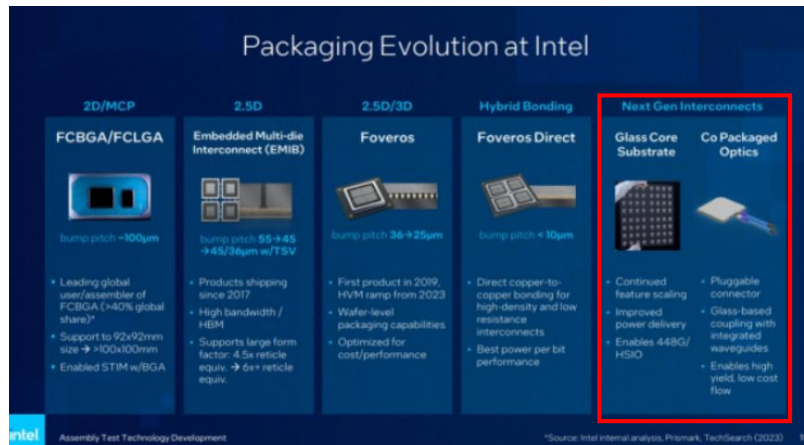 Packaging Evolution at Intel
2D/MCP
FCBGA/FCLGA
bump pitch ~100µm
• Leading global
user/assembler of
FCBGA (>40% global
share)*
• Support to 92x92mm
size → >100x100mm
• Enabled STIM w/BGA
2.5D
Embedded Multi-die
Interconnect (EMIB)
bump pitch 55→45
→45/36µm w/TSV
• Products shipping
since 2017
• High bandwidth /
HBM
• Supports large form
factor: 4.5x reticle
equiv. → 6x+ reticle
equiv.
2.5D/3D
Foveros
bump pitch 36→25µm
• First product in 2019,
HVM ramp from 2023
• Wafer-level
packaging capabilities
• Optimized for
cost/performance
Hybrid Bonding
Foveros Direct
bump pitch < 10µm
• Direct copper-to-
copper bonding for
high-density and low
resistance
interconnects
• Best power per bit
performance
Next Gen Interconnects
Glass Core
Substrate
• Continued
feature scaling
• Improved
power delivery
• Enables 448G/
HSIO
Co Packaged
Optics
• Pluggable
connector
• Glass-based
coupling with
integrated
waveguides
• Enables high
yield, low cost
flow
intel
Assembly Test Technology Development
*Source: Intel internal analysis, Prismark, TechSearch (2023)